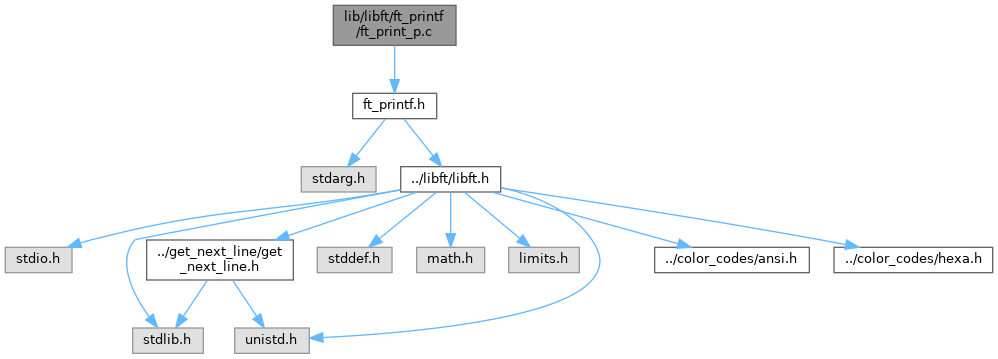 lib/libft/ft_printf
/ft_print_p.c
ft_printf.h
stdarg.h
../libft/libft.h
stdio.h
../get_next_line/get
_next_line.h
stddef.h
math.h
limits.h
../color_codes/ansi.h
../color_codes/hexa.h
stdlib.h
unistd.h